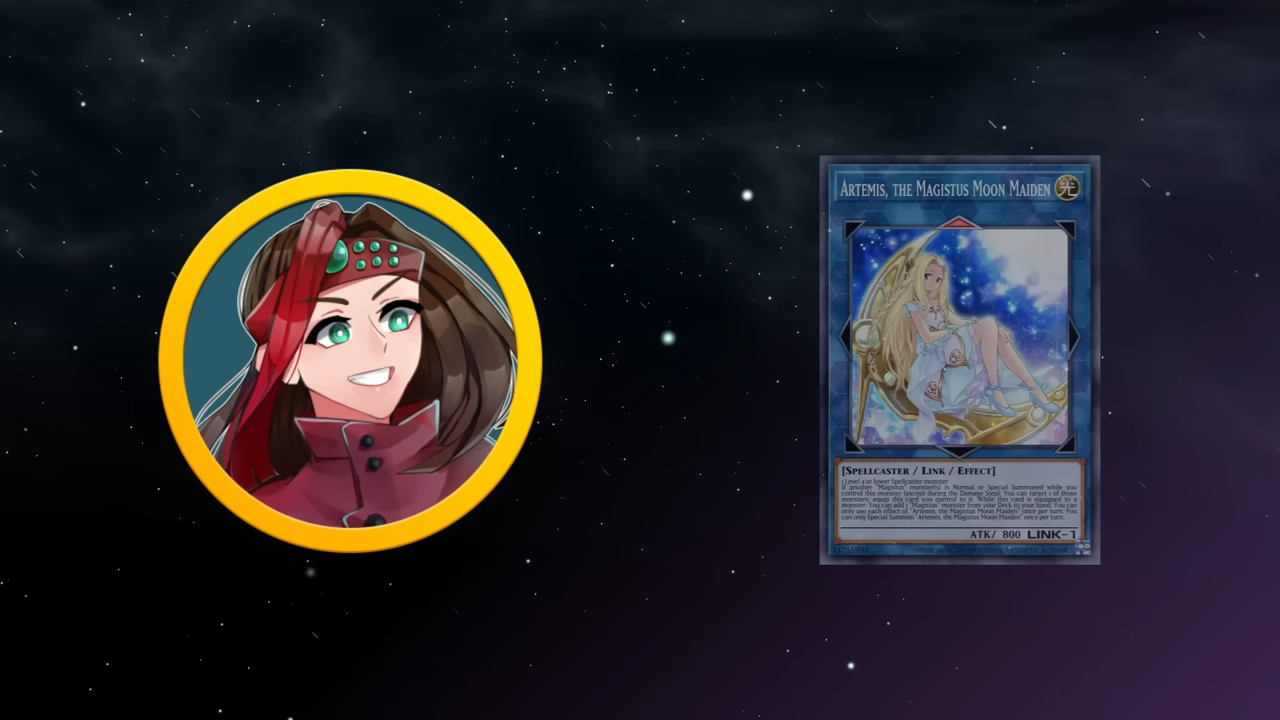 ARTEMIS, THE MAGISTUS MOON MAIDEN
光
[SPELLCASTER / LINK / EFFECT]
1 Level 4 or lower Spellcaster monster
If another "Magistus" monster(s) is Normal or Special Summoned while you
control this monster (except during the Damage Step): You can target 1 of those
monsters; equip this card you control to it. While this card is equipped to a
monster: You can add 1 "Magistus" monster from your Deck to your hand. You can
only use each effect of "Artemis, the Magistus Moon Maiden" once per turn. You
can only Special Summon "Artemis, the Magistus Moon Maiden" once per turn.
ATK/ 800 LINK-1